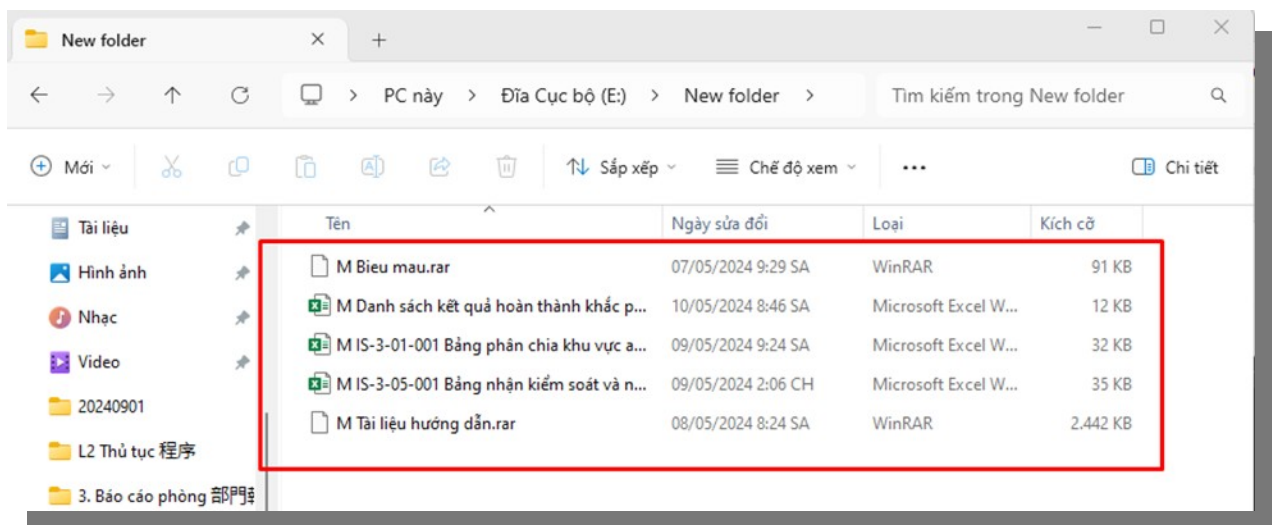 New folder
PC này > Đĩa Cục bộ (E:) > New folder > Tìm kiếm trong New folder
Mới Sắp xếp Chế độ xem ... Chi tiết
Tên Ngày sửa đổi Loại Kích cỡ
Tài liệu
Hình ảnh
Nhạc
Video
20240901
L2 Thủ tục 程序
3. Báo cáo phòng 部門
M Bieu mau.rar 07/05/2024 9:29 SA WinRAR 91 KB
M Danh sách kết quả hoàn thành khắc p... 10/05/2024 8:46 SA Microsoft Excel W... 12 KB
M IS-3-01-001 Bảng phân chia khu vực a... 09/05/2024 9:24 SA Microsoft Excel W... 32 KB
M IS-3-05-001 Bảng nhận kiểm soát và n... 09/05/2024 2:06 CH Microsoft Excel W... 35 KB
M Tài liệu hướng dẫn.rar 08/05/2024 8:24 SA WinRAR 2.442 KB